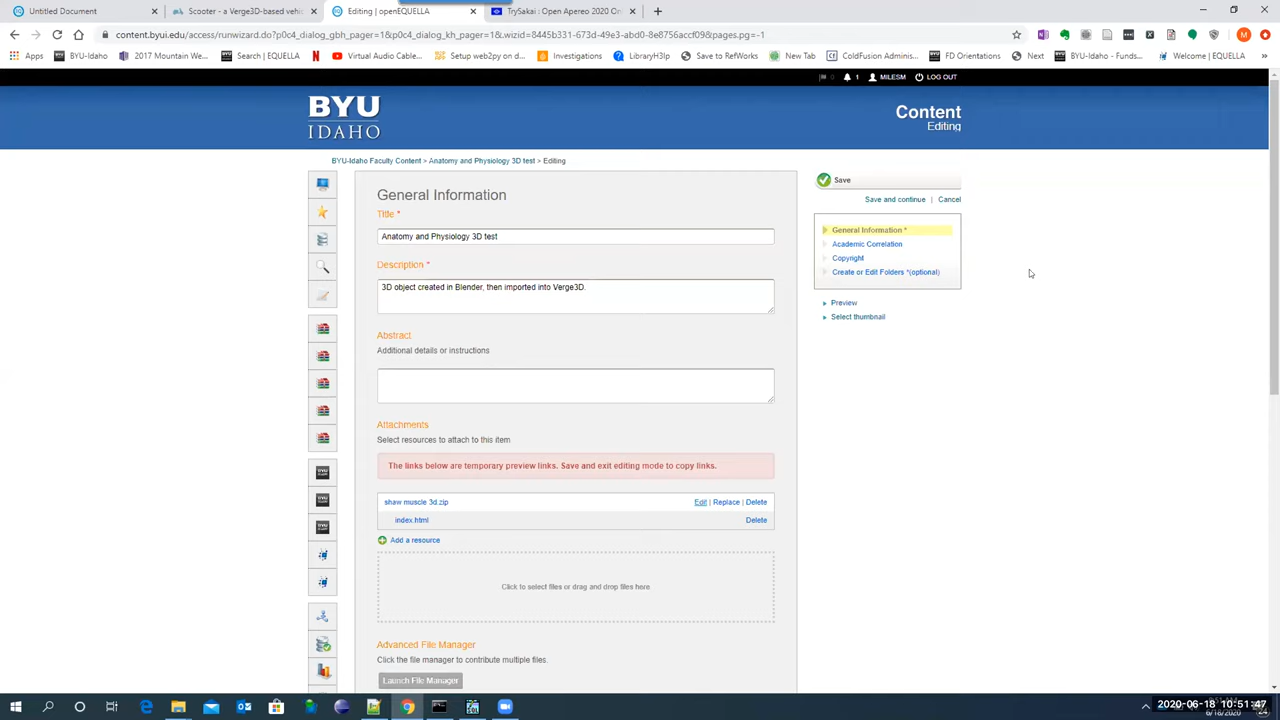 Untitled Document
Scooter - a Verge3D-based vehic
Editing | openEQUELLA
TrySakai : Open Apereo 2020 On
content.byui.edu/access/runwizard.do?p0c4_dialog_gbh_pager=1&p0c4_dialog_kh_pager=1&.wizid=8445b331-673d-49e3-abd0-8e8756accf09&pages.pg=-1
BYU-Idaho
2017 Mountain We...
Search | EQUELLA
Virtual Audio Cable...
Setup web2py on m...
Investigations
LibraryH3lp
Save to RefWorks
New Tab
ColdFusion Adminis...
FD Orientations
Next
BYU-Idaho - Funds...
Welcome | EQUELLA
0 1 MILESM LOG OUT
BYU
IDAHO
Content
Editing
BYU-Idaho Faculty Content > Anatomy and Physiology 3D test > Editing
General Information
Title *
Anatomy and Physiology 3D test
Description *
3D object created in Blender, then imported into Verge3D.
Abstract
Additional details or instructions
Attachments
Select resources to attach to this item
The links below are temporary preview links. Save and exit editing mode to copy links.
shaw muscle 3d.zip Edit | Replace | Delete
index.html Delete
Add a resource
Click to select files or drag and drop files here
Advanced File Manager
Click the file manager to contribute multiple files.
Launch File Manager
Save
Save and continue | Cancel
General Information *
Academic Correlation
Copyright
Create or Edit Folders *(optional)
Preview
Select thumbnail
2020-06-18 10:51:47
6/18/2020